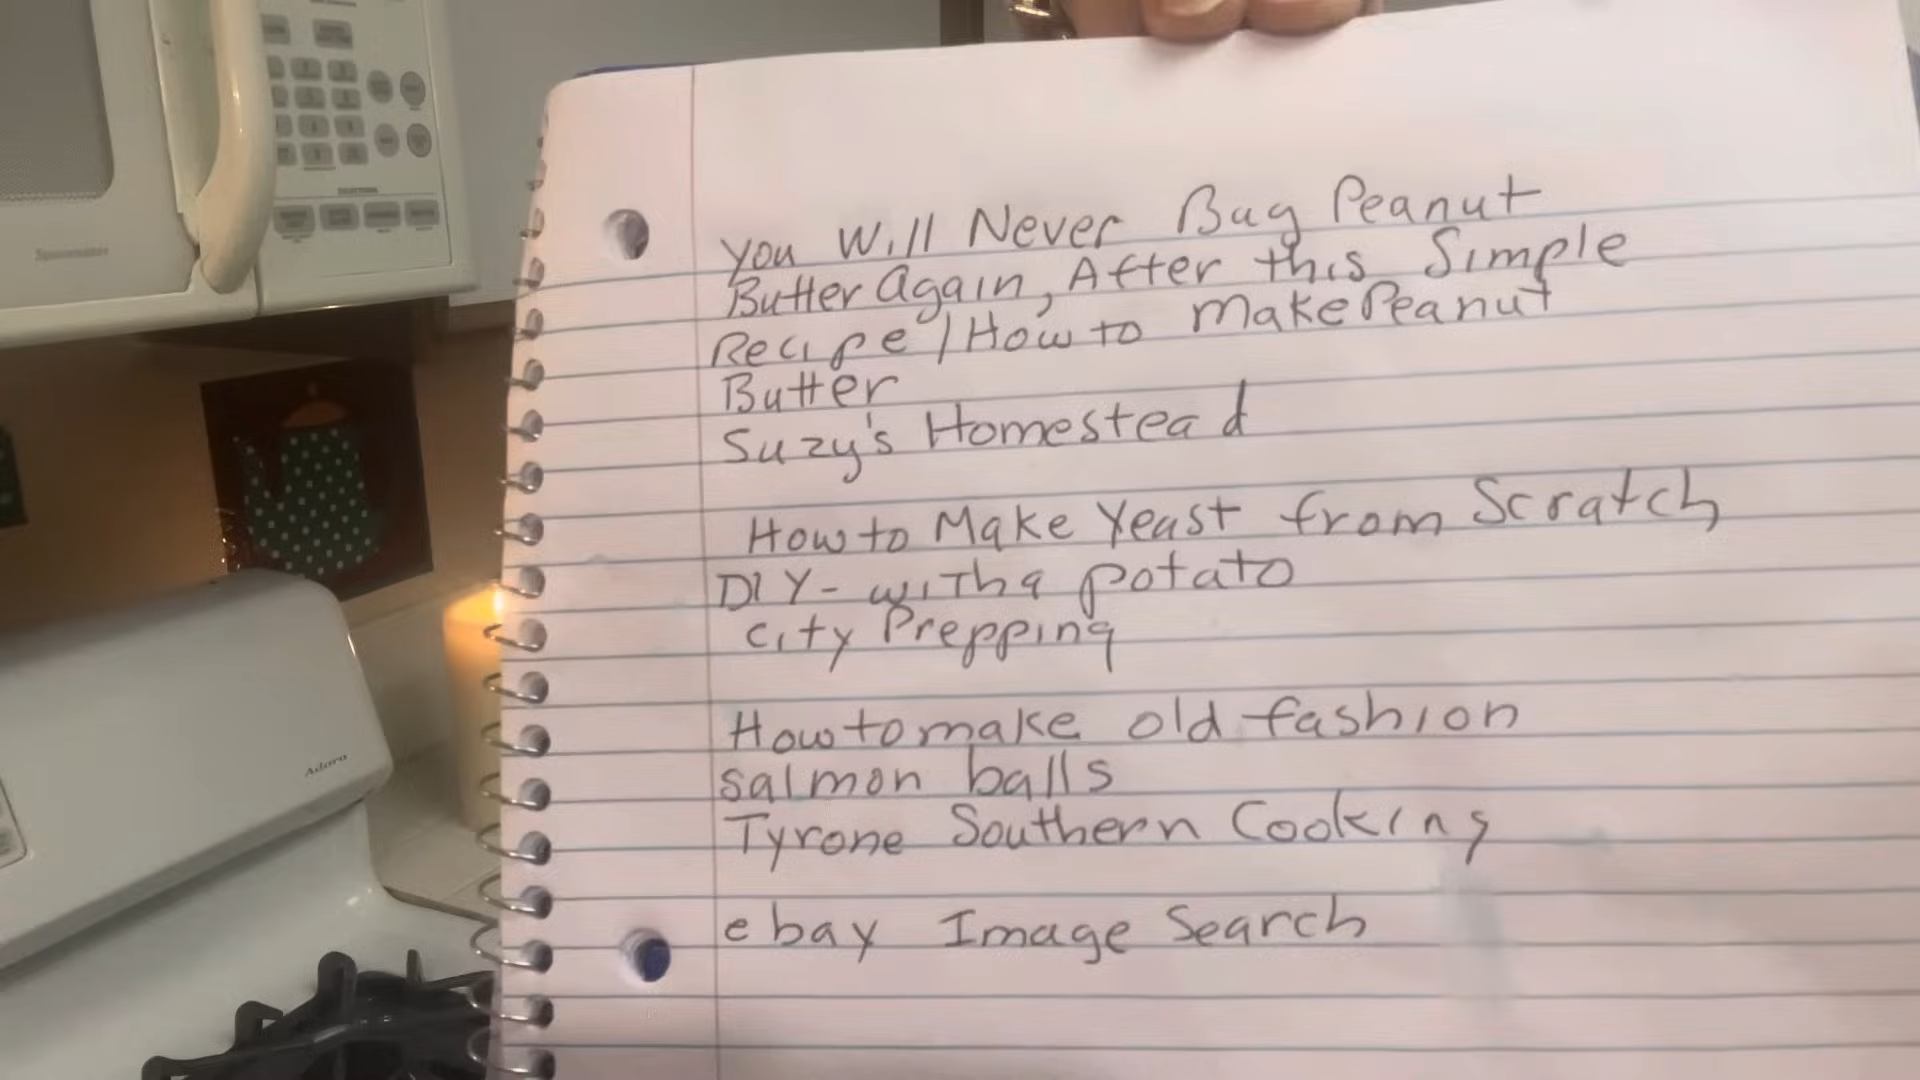 Spacemaker
You Will Never Buy Peanut
Butter Again, After this Simple
Recipe / How to Make Peanut
Butter
Suzy's Homestead
How to Make Yeast from Scratch
DIY - with a potato
City Prepping
How to make old fashion
salmon balls
Tyrone Southern Cooking
ebay Image Search
Adora